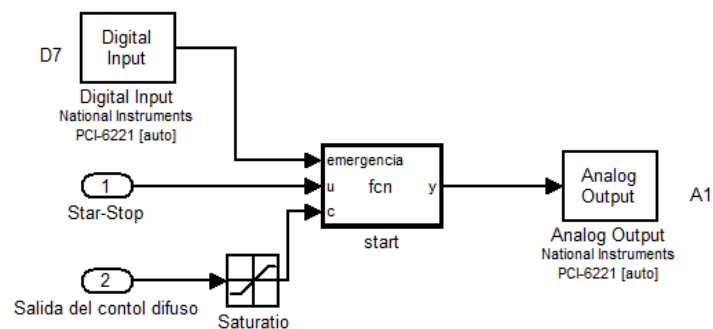 D7
Digital
Input
Digital Input
National Instruments
PCI-6221 [auto]
1
Star-Stop
2
Salida del contol difuso
Saturatio
emergencia
u
c
fcn
y
start
Analog
Output
Analog Output
National Instruments
PCI-6221 [auto]
A1